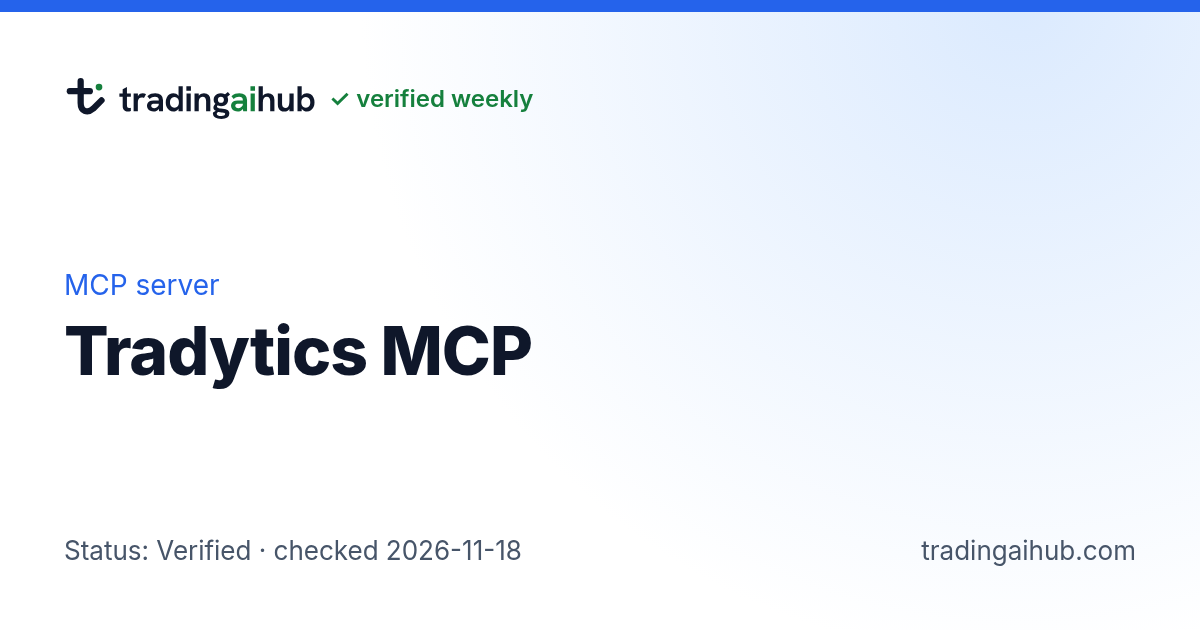 tradingaihub ✓ verified weekly
MCP server
Tradytics MCP
Status: Verified · checked 2026-11-18
tradingaihub.com